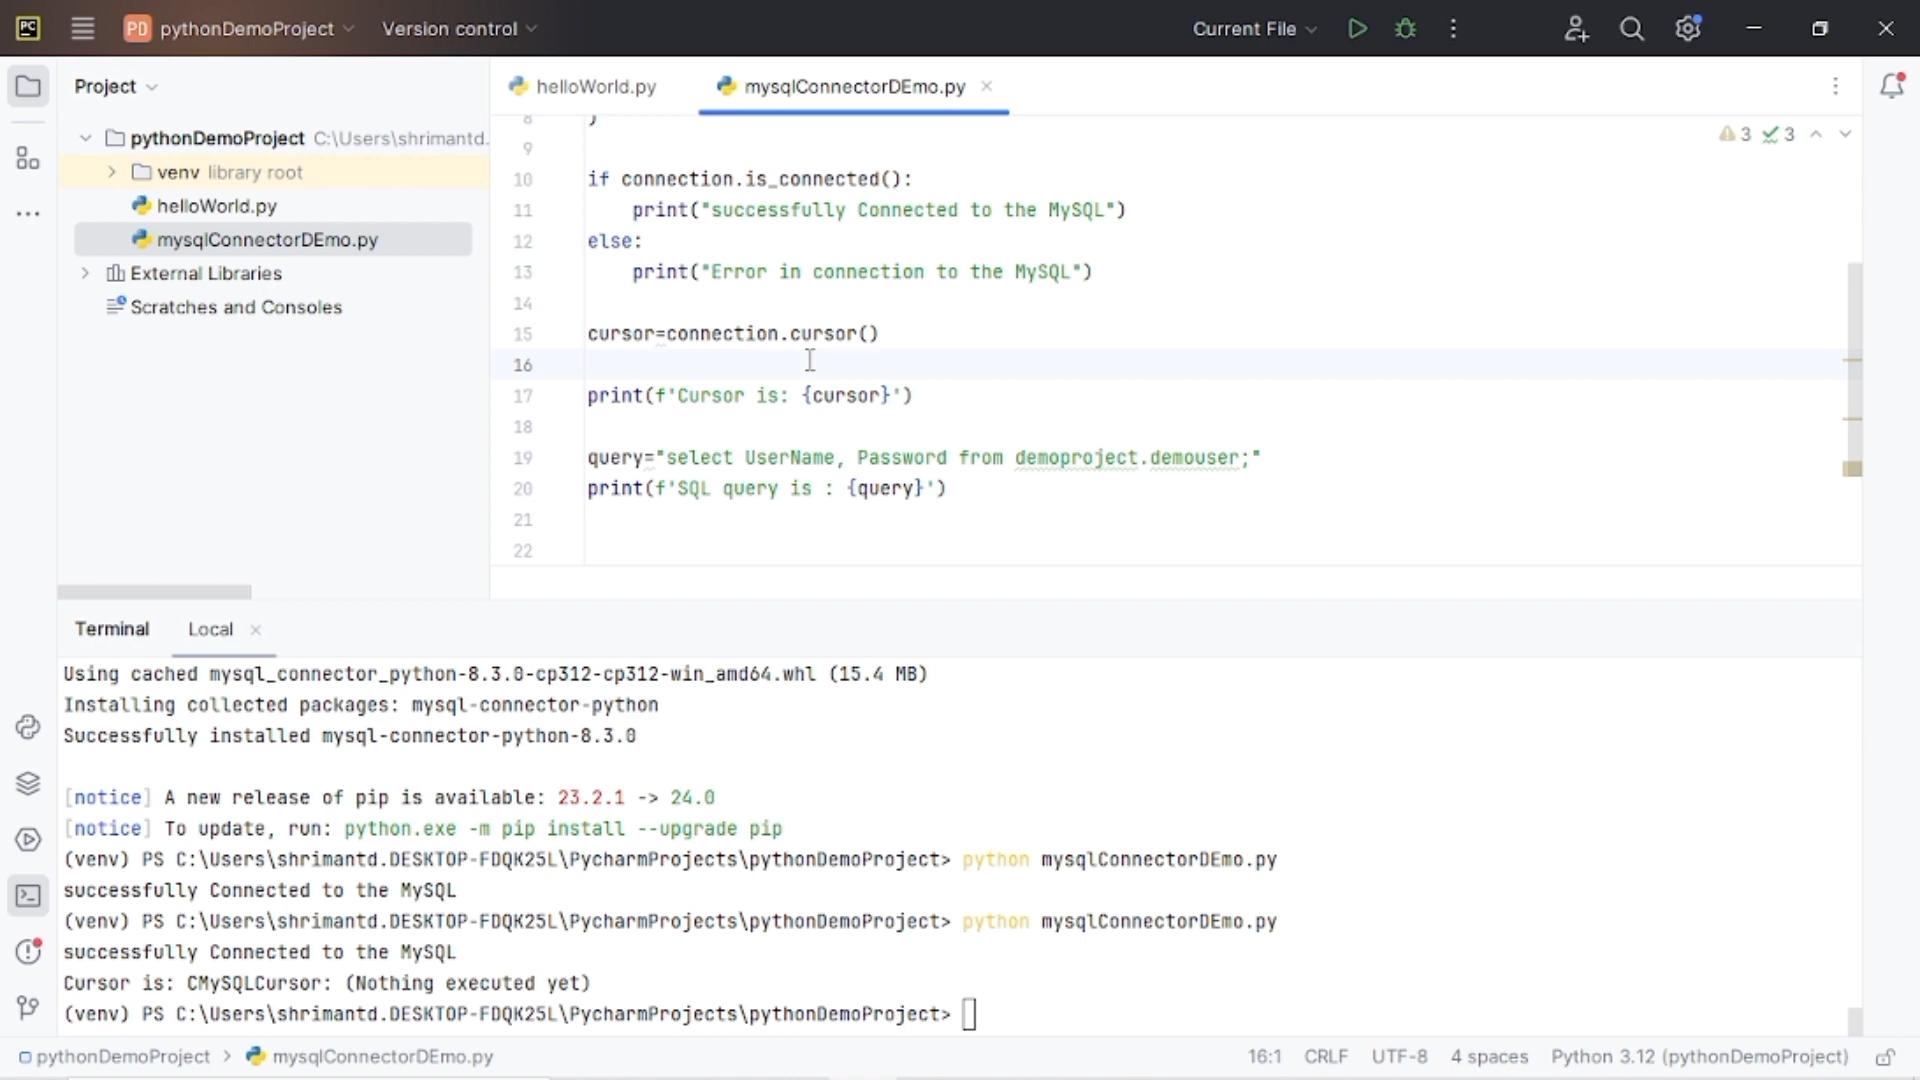 PC
PD pythonDemoProject Version control Current File
Project
helloWorld.py mysqlConnectorDEmo.py
pythonDemoProject C:\Users\shrimantd.
venv library root
helloWorld.py
mysqlConnectorDEmo.py
External Libraries
Scratches and Consoles
3 3
8 )
9
10 if connection.is_connected():
11 print("successfully Connected to the MySQL")
12 else:
13 print("Error in connection to the MySQL")
14
15 cursor=connection.cursor()
16
17 print(f'Cursor is: {cursor}')
18
19 query="select UserName, Password from demoproject.demouser;"
20 print(f'SQL query is : {query}')
21
22
Terminal Local
Using cached mysql_connector_python-8.3.0-cp312-cp312-win_amd64.whl (15.4 MB)
Installing collected packages: mysql-connector-python
Successfully installed mysql-connector-python-8.3.0
[notice] A new release of pip is available: 23.2.1 -> 24.0
[notice] To update, run: python.exe -m pip install --upgrade pip
(venv) PS C:\Users\shrimantd.DESKTOP-FDQK25L\PycharmProjects\pythonDemoProject> python mysqlConnectorDEmo.py
successfully Connected to the MySQL
(venv) PS C:\Users\shrimantd.DESKTOP-FDQK25L\PycharmProjects\pythonDemoProject> python mysqlConnectorDEmo.py
successfully Connected to the MySQL
Cursor is: CMySQLCursor: (Nothing executed yet)
(venv) PS C:\Users\shrimantd.DESKTOP-FDQK25L\PycharmProjects\pythonDemoProject>
pythonDemoProject > mysqlConnectorDEmo.py 16:1 CRLF UTF-8 4 spaces Python 3.12 (pythonDemoProject)